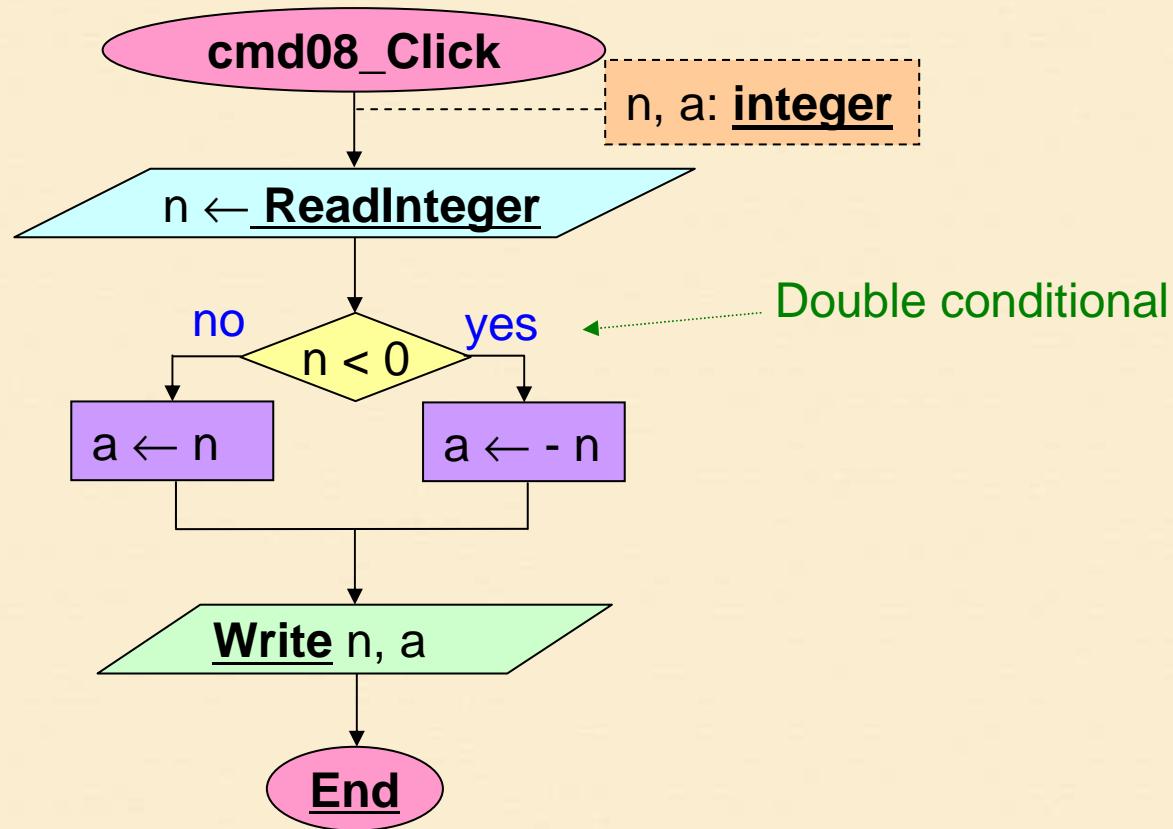 cmd08_Click
n, a: integer
n ← ReadInteger
Double conditional
no
yes
n < 0
a ← n
a ← - n
Write n, a
End